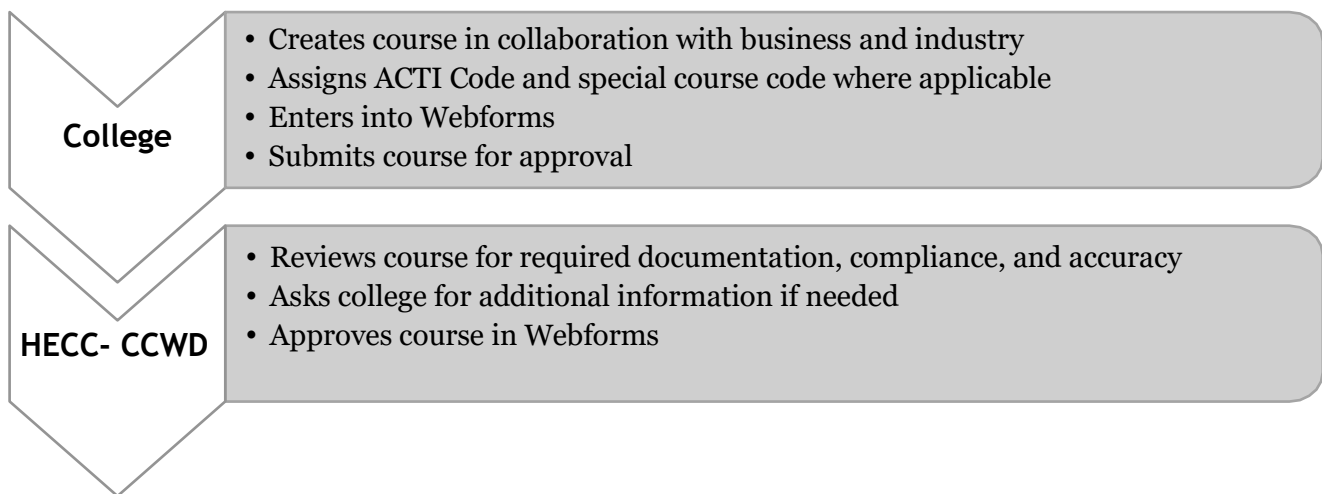 College
• Creates course in collaboration with business and industry
• Assigns ACTI Code and special course code where applicable
• Enters into Webforms
• Submits course for approval
HECC- CCWD
• Reviews course for required documentation, compliance, and accuracy
• Asks college for additional information if needed
• Approves course in Webforms